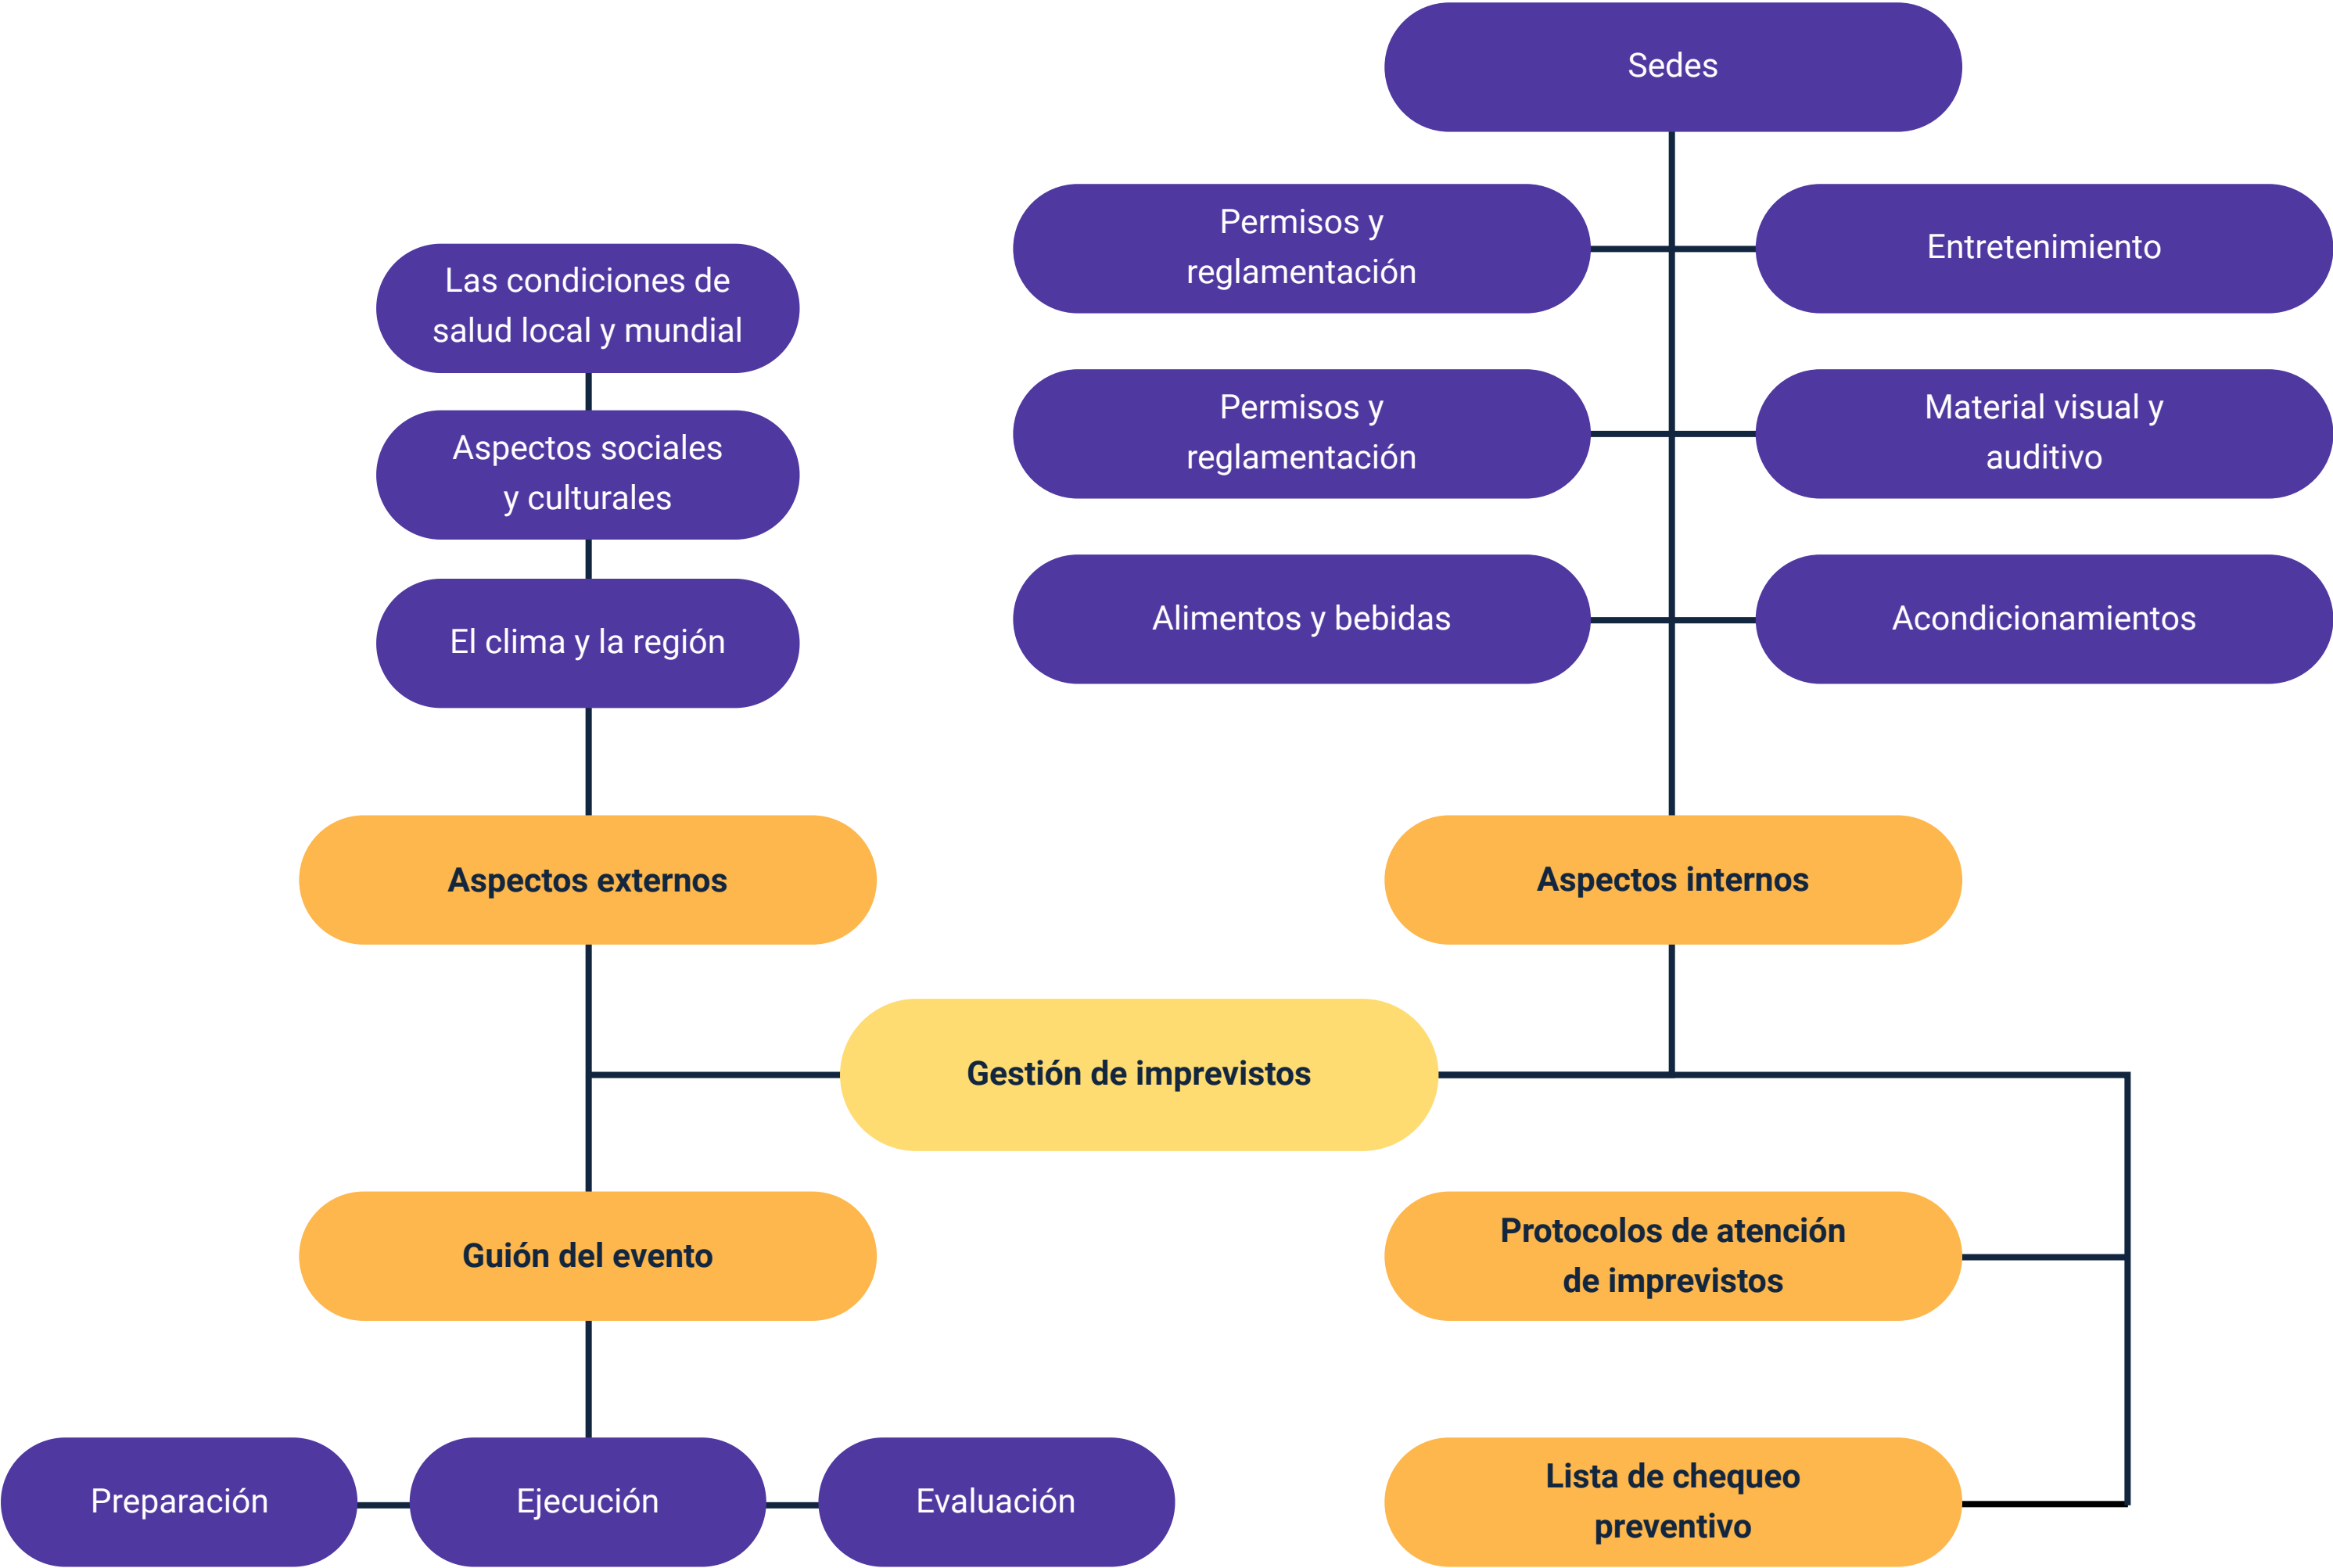 Sedes
Permisos y
reglamentación
Entretenimiento
Las condiciones de
salud local y mundial
Permisos y
reglamentación
Material visual y
auditivo
Aspectos sociales
y culturales
Alimentos y bebidas
Acondicionamientos
El clima y la región
Aspectos externos
Aspectos internos
Gestión de imprevistos
Guión del evento
Protocolos de atención
de imprevistos
Preparación
Ejecución
Evaluación
Lista de chequeo
preventivo